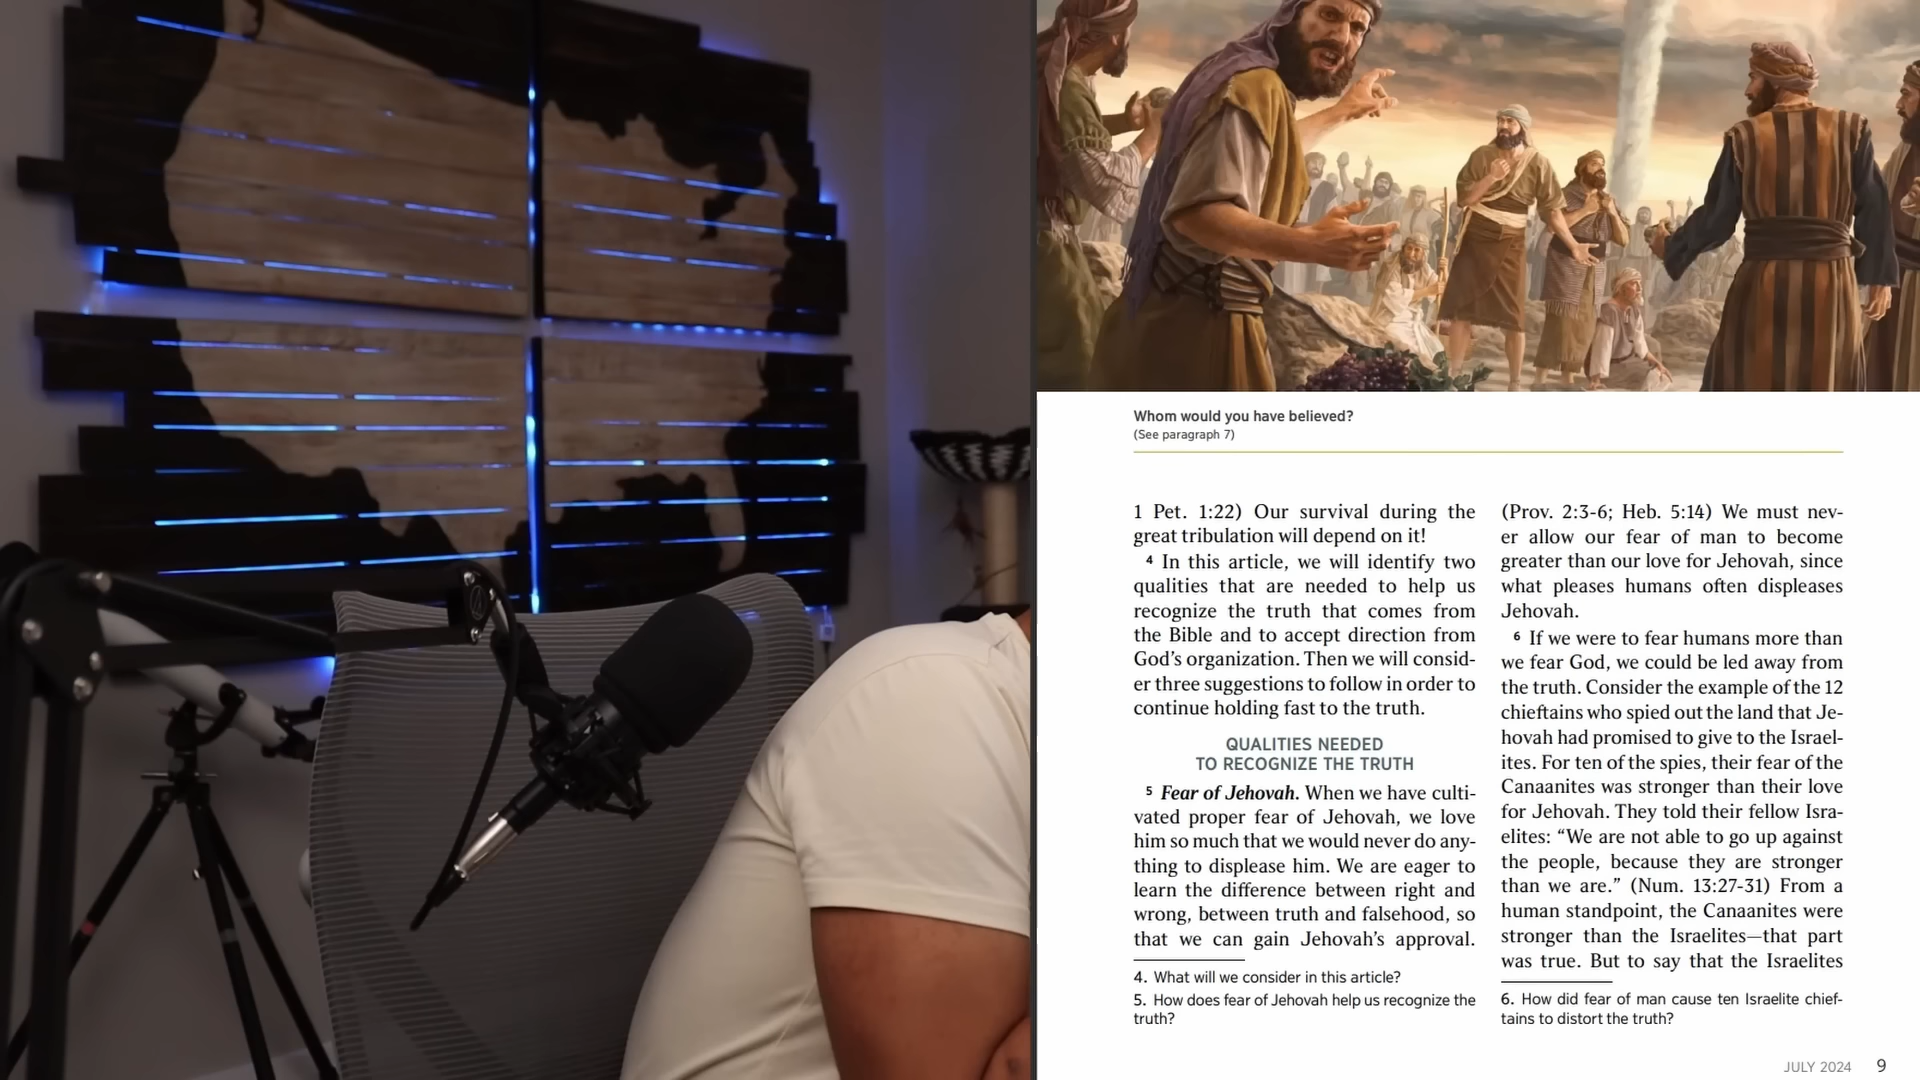 Whom would you have believed?
(See paragraph 7)
1 Pet. 1:22) Our survival during the
great tribulation will depend on it!
4 In this article, we will identify two
qualities that are needed to help us
recognize the truth that comes from
the Bible and to accept direction from
God’s organization. Then we will consid-
er three suggestions to follow in order to
continue holding fast to the truth.
QUALITIES NEEDED
TO RECOGNIZE THE TRUTH
5 Fear of Jehovah. When we have culti-
vated proper fear of Jehovah, we love
him so much that we would never do any-
thing to displease him. We are eager to
learn the difference between right and
wrong, between truth and falsehood, so
that we can gain Jehovah’s approval.
4. What will we consider in this article?
5. How does fear of Jehovah help us recognize the
truth?
(Prov. 2:3-6; Heb. 5:14) We must nev-
er allow our fear of man to become
greater than our love for Jehovah, since
what pleases humans often displeases
Jehovah.
6 If we were to fear humans more than
we fear God, we could be led away from
the truth. Consider the example of the 12
chieftains who spied out the land that Je-
hovah had promised to give to the Israel-
ites. For ten of the spies, their fear of the
Canaanites was stronger than their love
for Jehovah. They told their fellow Isra-
elites: “We are not able to go up against
the people, because they are stronger
than we are.” (Num. 13:27-31) From a
human standpoint, the Canaanites were
stronger than the Israelites—that part
was true. But to say that the Israelites
6. How did fear of man cause ten Israelite chief-
tains to distort the truth?
JULY 2024 9